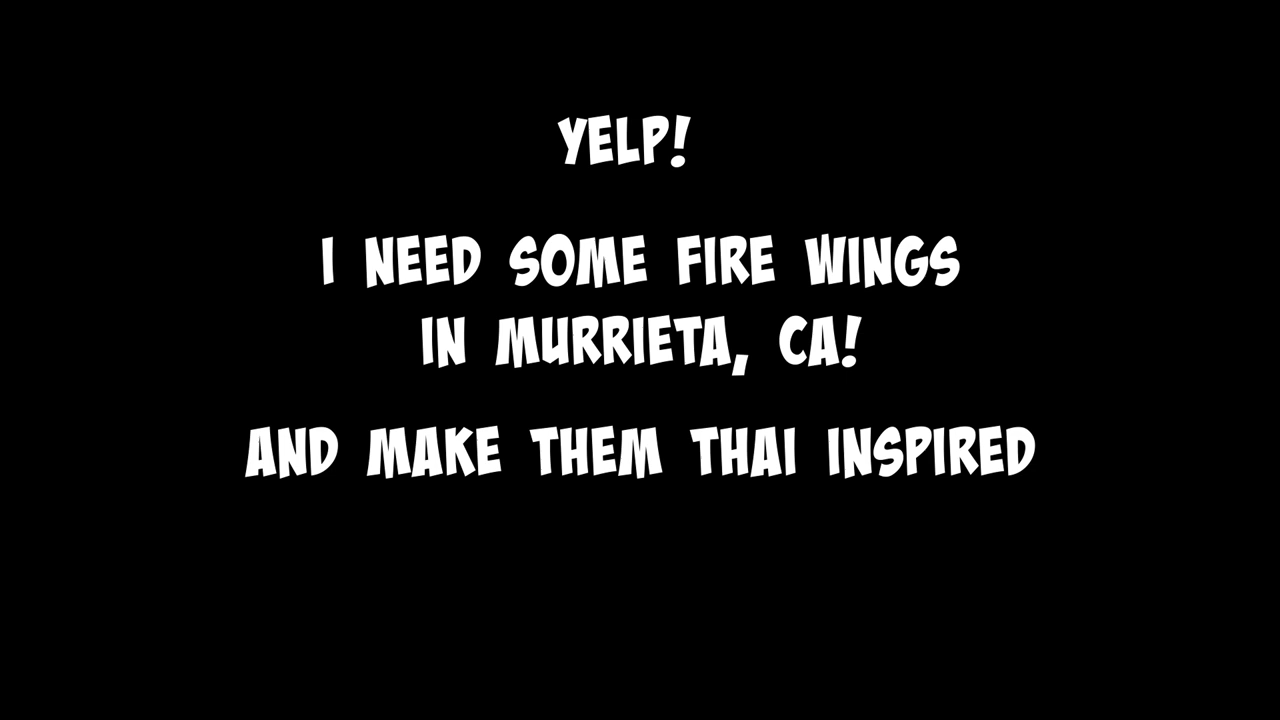 YELP!
I NEED SOME FIRE WINGS
IN MURRIETA, CA!
AND MAKE THEM THAI INSPIRED